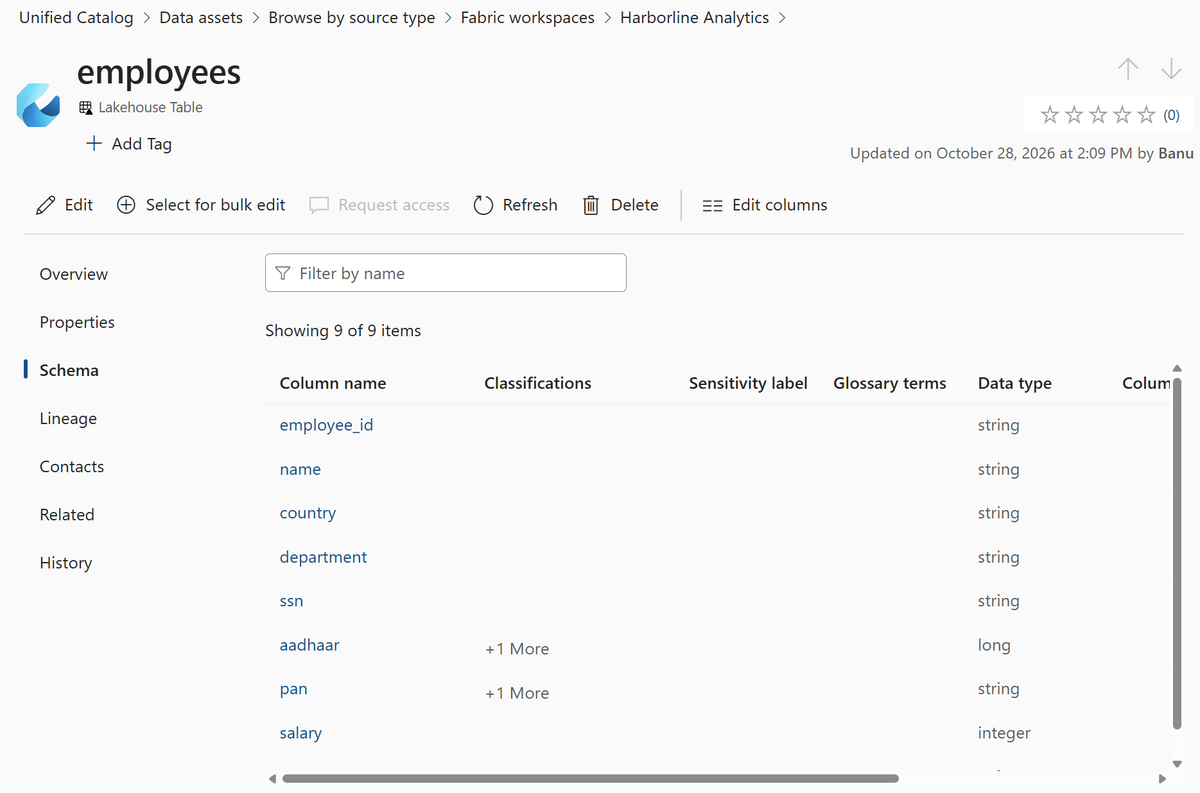 Unified Catalog > Data assets > Browse by source type > Fabric workspaces > Harborline Analytics >
employees
Lakehouse Table
+ Add Tag
(0)
Updated on October 28, 2026 at 2:09 PM by Banu
Edit Select for bulk edit Request access Refresh Delete Edit columns
Overview
Properties
Schema
Lineage
Contacts
Related
History
Filter by name
Showing 9 of 9 items
Column name Classifications Sensitivity label Glossary terms Data type Colum
employee_id string
name string
country string
department string
ssn string
aadhaar +1 More long
pan +1 More string
salary integer